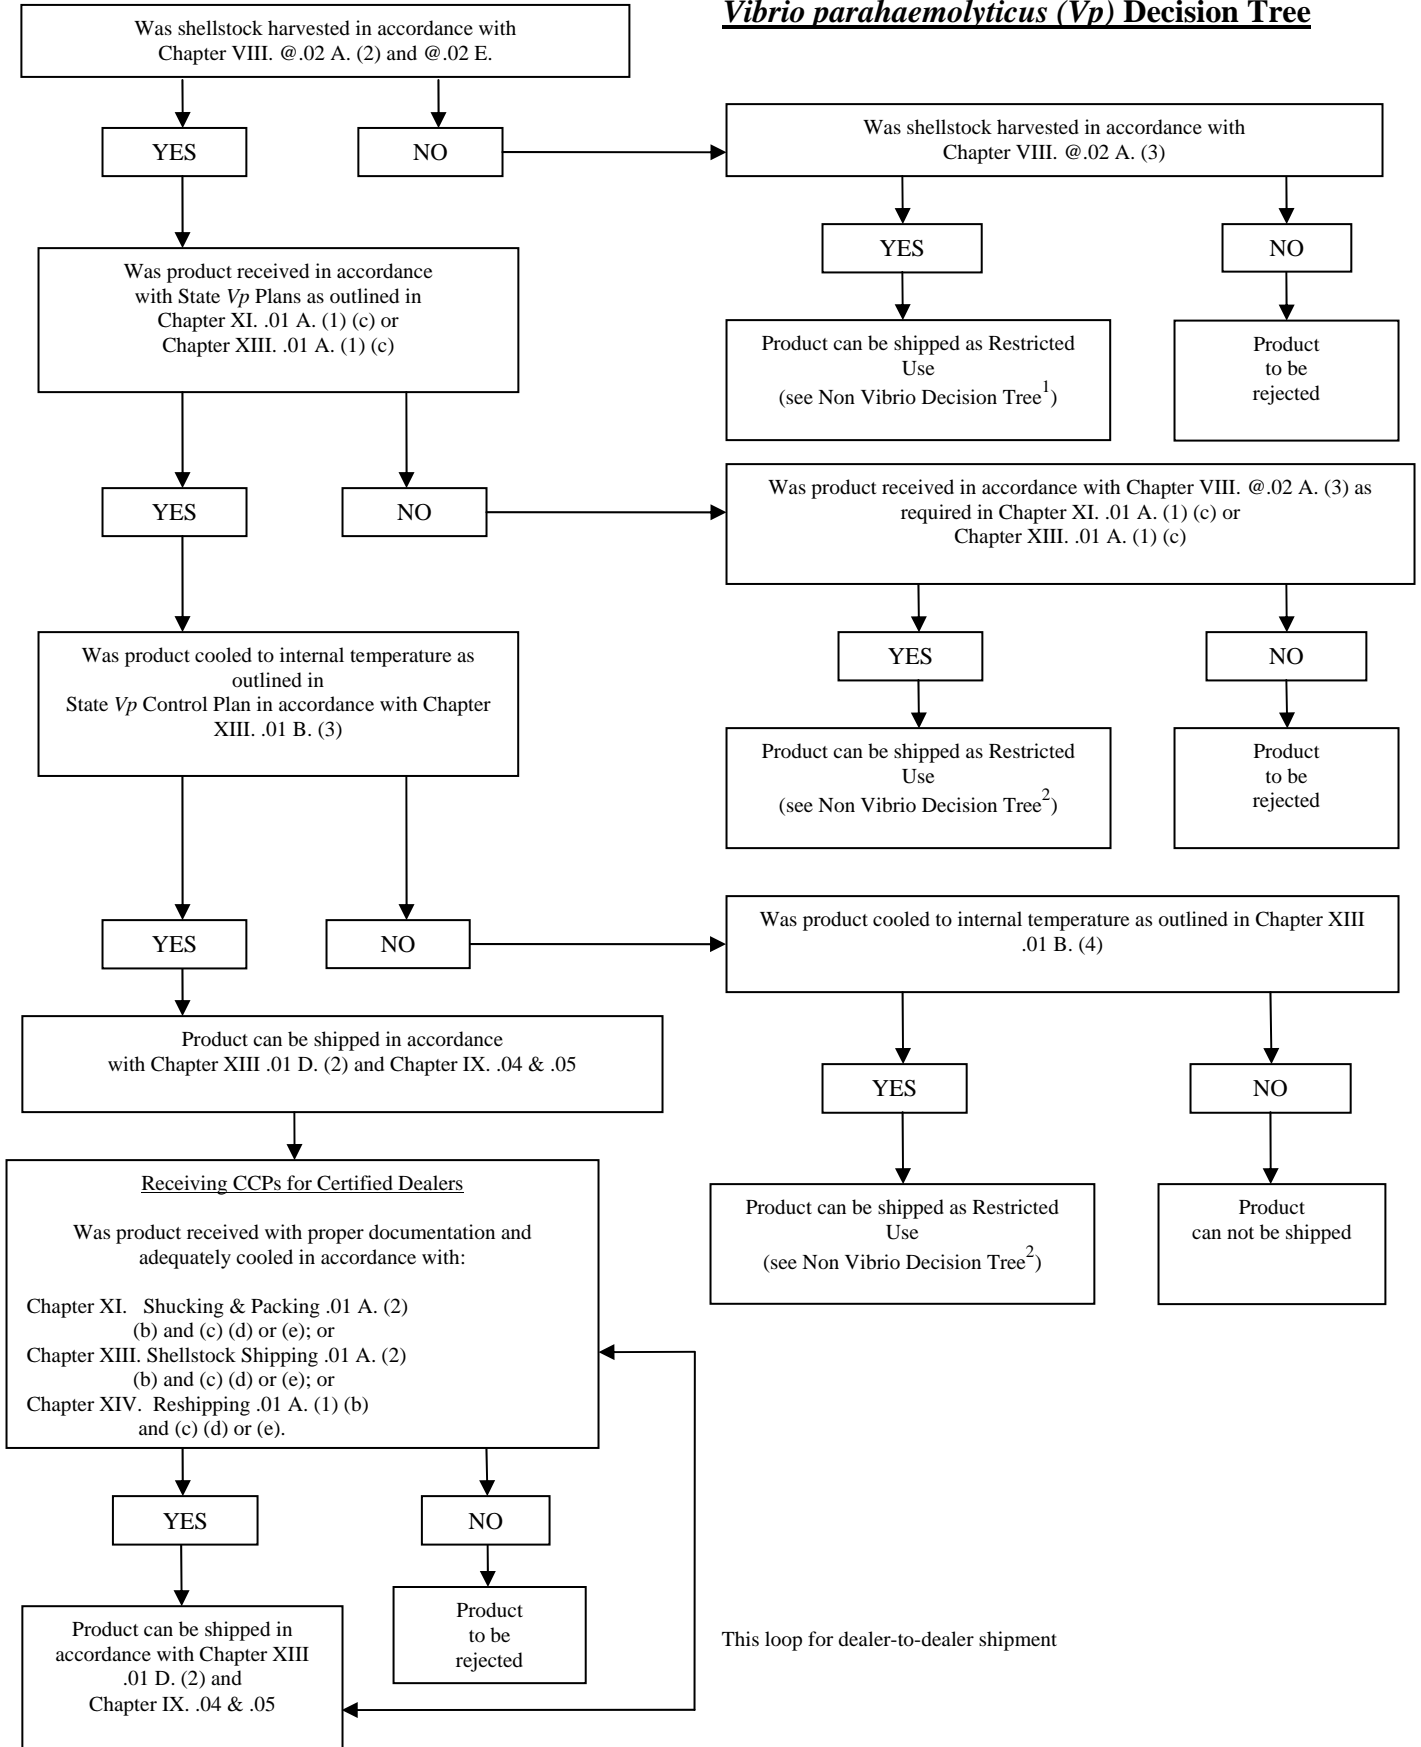 Vibrio parahaemolyticus (Vp) Decision Tree
Was shellstock harvested in accordance with
Chapter VIII. @.02 A. (2) and @.02 E.
YES
NO
Was shellstock harvested in accordance with
Chapter VIII. @.02 A. (3)
YES
NO
Was product received in accordance
with State Vp Plans as outlined in
Chapter XI. .01 A. (1) (c) or
Chapter XIII. .01 A. (1) (c)
Product can be shipped as Restricted
Use
(see Non Vibrio Decision Tree1)
Product
to be
rejected
YES
NO
Was product received in accordance with Chapter VIII. @.02 A. (3) as
required in Chapter XI. .01 A. (1) (c) or
Chapter XIII. .01 A. (1) (c)
YES
NO
Was product cooled to internal temperature as
outlined in
State Vp Control Plan in accordance with Chapter
XIII. .01 B. (3)
Product can be shipped as Restricted
Use
(see Non Vibrio Decision Tree2)
Product
to be
rejected
YES
NO
Was product cooled to internal temperature as outlined in Chapter XIII
.01 B. (4)
YES
NO
Product can be shipped in accordance
with Chapter XIII .01 D. (2) and Chapter IX. .04 & .05
Product can be shipped as Restricted
Use
(see Non Vibrio Decision Tree2)
Product
can not be shipped
Receiving CCPs for Certified Dealers
Was product received with proper documentation and
adequately cooled in accordance with:
Chapter XI. Shucking & Packing .01 A. (2)
(b) and (c) (d) or (e); or
Chapter XIII. Shellstock Shipping .01 A. (2)
(b) and (c) (d) or (e); or
Chapter XIV. Reshipping .01 A. (1) (b)
and (c) (d) or (e).
YES
NO
Product can be shipped in
accordance with Chapter XIII
.01 D. (2) and
Chapter IX. .04 & .05
Product
to be
rejected
This loop for dealer-to-dealer shipment